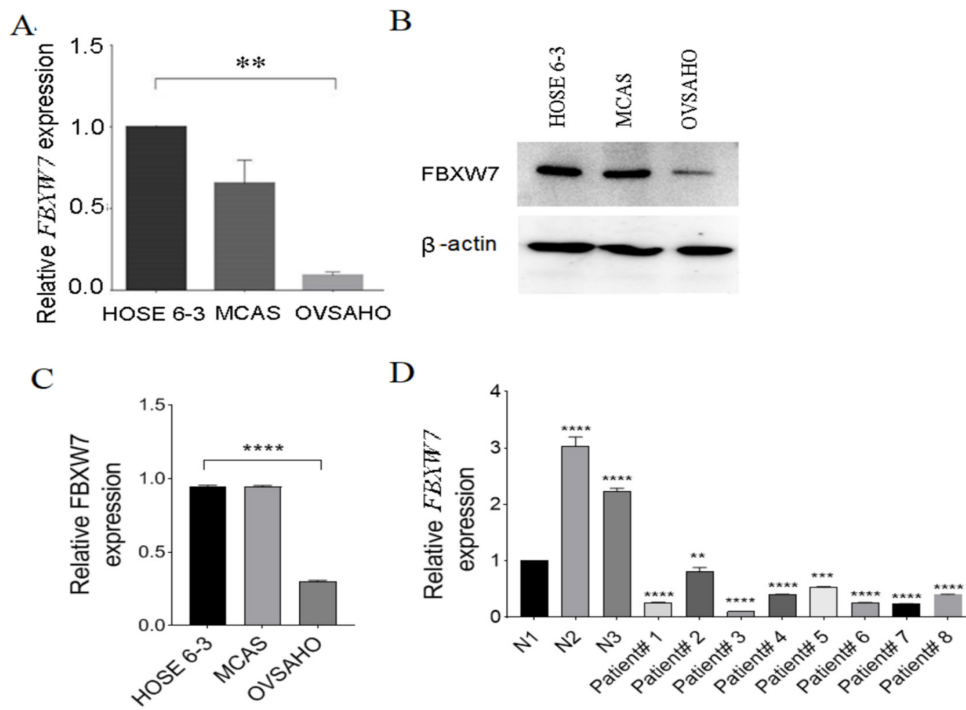 A
Relative FBXW7 expression
1.5
1.0
0.5
0.0
**
HOSE 6-3 MCAS OVSAHO
B
HOSE 6-3
MCAS
OVSAHO
FBXW7
β-actin
C
Relative FBXW7
expression
1.5
1.0
0.5
0.0
****
HOSE 6-3
MCAS
OVSAHO
D
Relative FBXW7
expression
4
3
2
1
0
****
****
****
**
****
****
***
****
****
****
N1
N2
N3
Patient# 1
Patient# 2
Patient# 3
Patient# 4
Patient# 5
Patient# 6
Patient# 7
Patient# 8